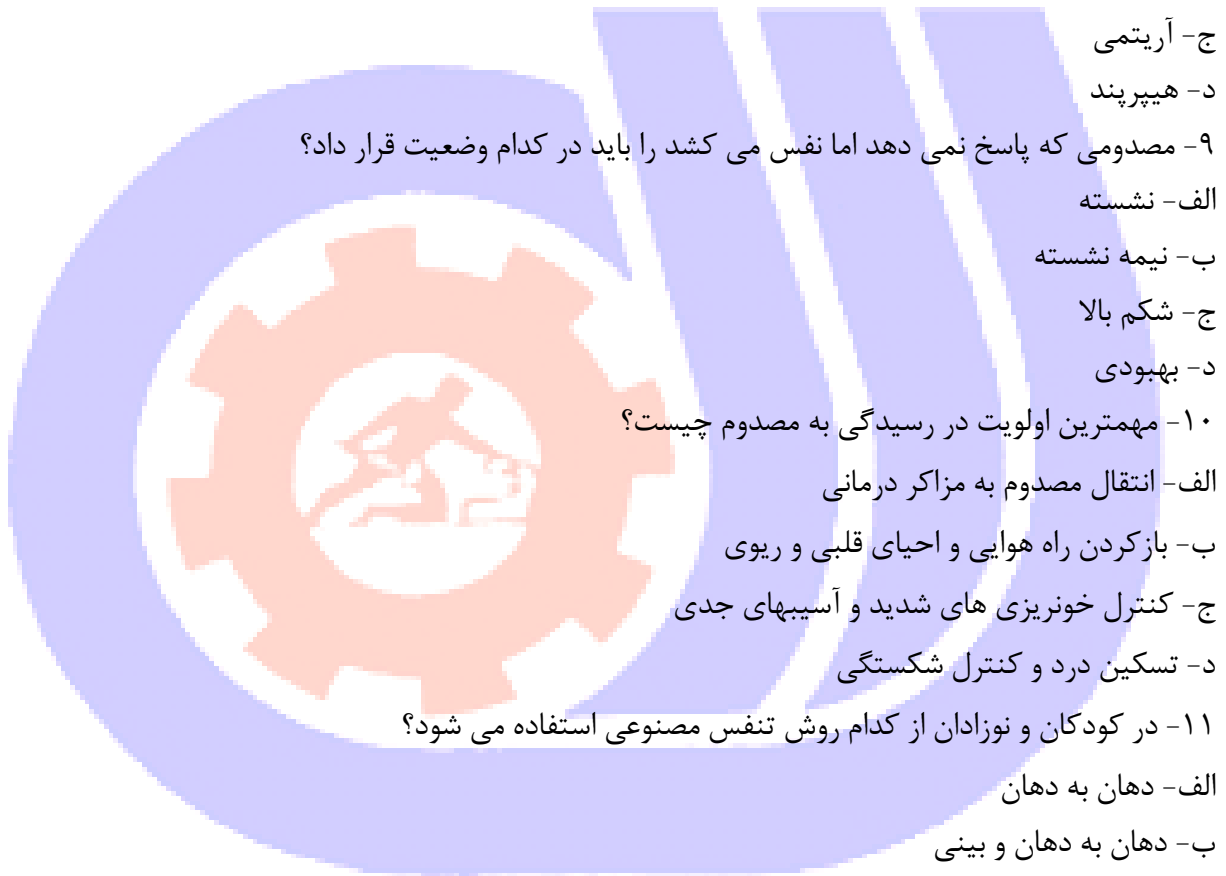 ج- آریتمی
د- هیپرپند
۹- مصدومی که پاسخ نمی دهد اما نفس می کشد را باید در کدام وضعیت قرار داد؟
الف- نشسته
ب- نیمه نشسته
ج- شکم بالا
د- بهبودی
۱۰- مهمترین اولویت در رسیدگی به مصدوم چیست؟
الف- انتقال مصدوم به مزاکر درمانی
ب- بازکردن راه هوایی و احیای قلبی و ریوی
ج- کنترل خونریزی های شدید و آسیبهای جدی
د- تسکین درد و کنترل شکستگی
۱۱- در کودکان و نوزادان از کدام روش تنفس مصنوعی استفاده می شود؟
الف- دهان به دهان
ب- دهان به دهان و بینی